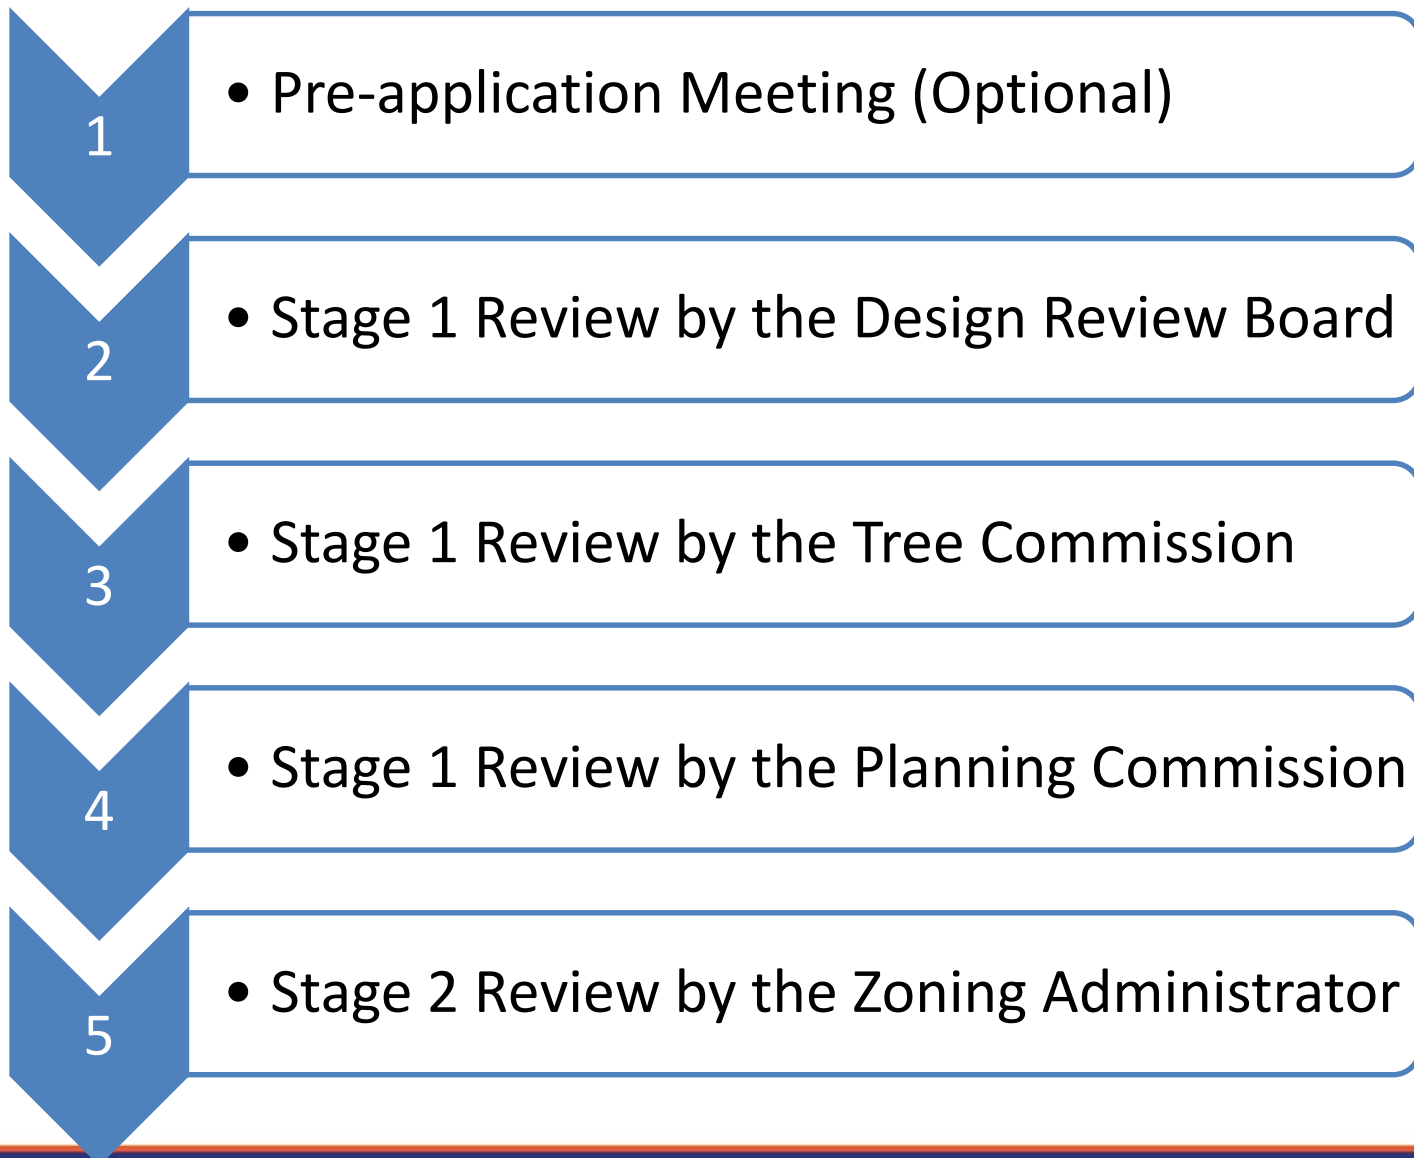 1
• Pre-application Meeting (Optional)
2
• Stage 1 Review by the Design Review Board
3
• Stage 1 Review by the Tree Commission
4
• Stage 1 Review by the Planning Commission
5
• Stage 2 Review by the Zoning Administrator